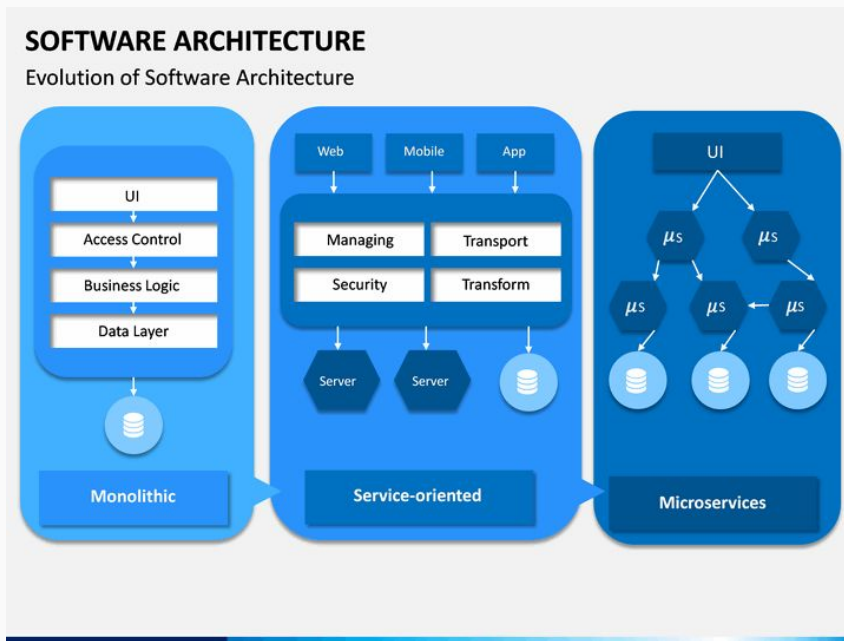 SOFTWARE ARCHITECTURE
Evolution of Software Architecture
UI
Access Control
Business Logic
Data Layer
Monolithic
Web
Mobile
App
Managing
Transport
Security
Transform
Server
Server
Service-oriented
UI
μs
μs
μs
μs
μs
Microservices